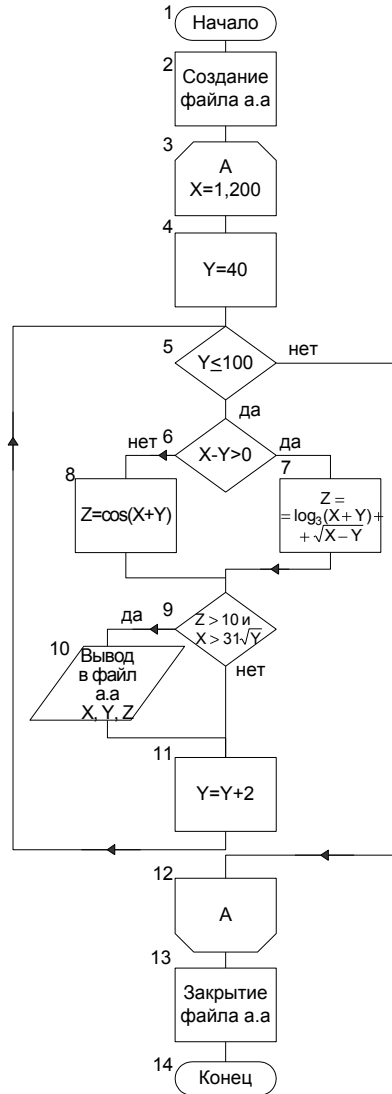 1
Начало
2
Создание
файла a.a
3
A
X=1,200
4
Y=40
5
Y≤100
нет
да
6
X-Y>0
нет
да
8
Z=cos(X+Y)
7
Z =
= log₃(X + Y) +
+ √X – Y
9
Z > 10 и
X > 31√Y
да
нет
10
Вывод
в файл
a.a
X, Y, Z
11
Y=Y+2
12
A
13
Закрытие
файла a.a
14
Конец